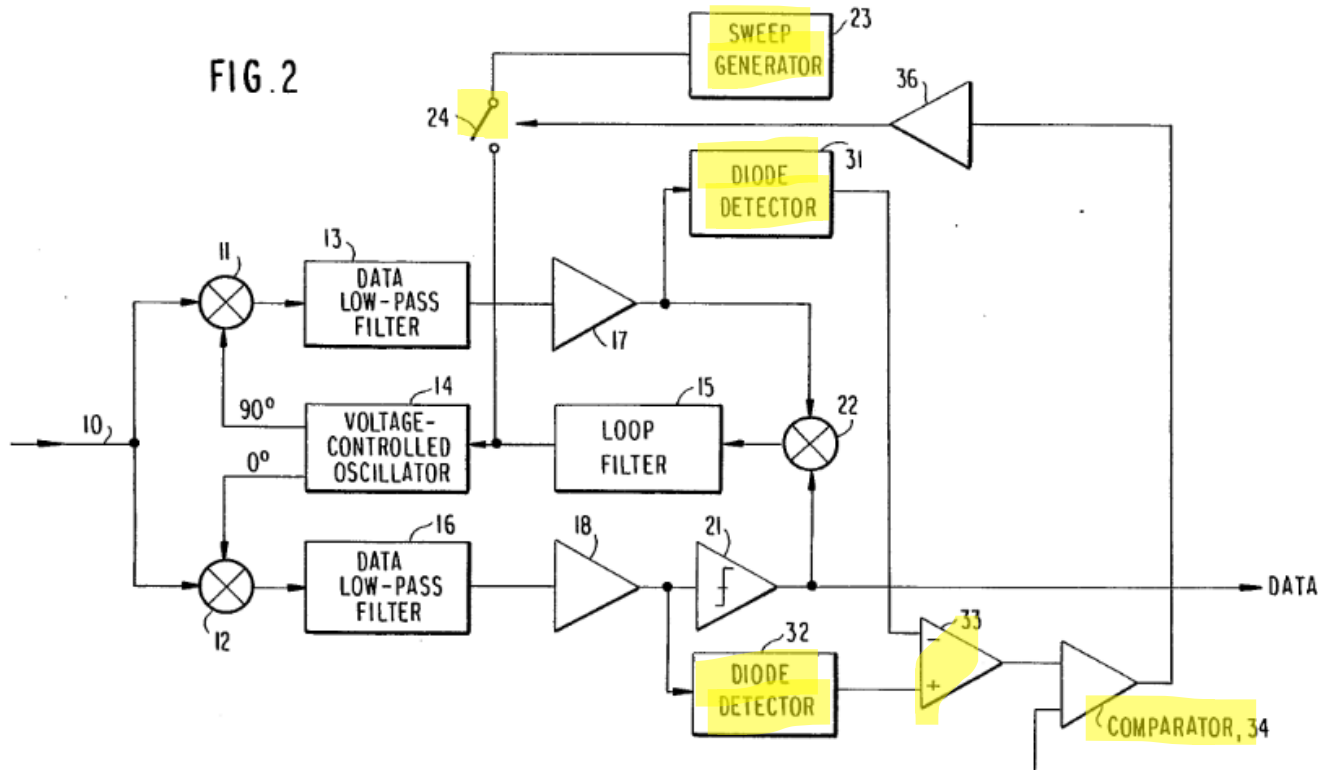 FIG.2
SWEEP
GENERATOR
23
24
36
DIODE
DETECTOR
31
11
13
DATA
LOW-PASS
FILTER
17
10
90°
0°
14
VOLTAGE-
CONTROLLED
OSCILLATOR
15
LOOP
FILTER
22
12
16
DATA
LOW-PASS
FILTER
18
21
DATA
32
DIODE
DETECTOR
33
−
+
COMPARATOR, 34